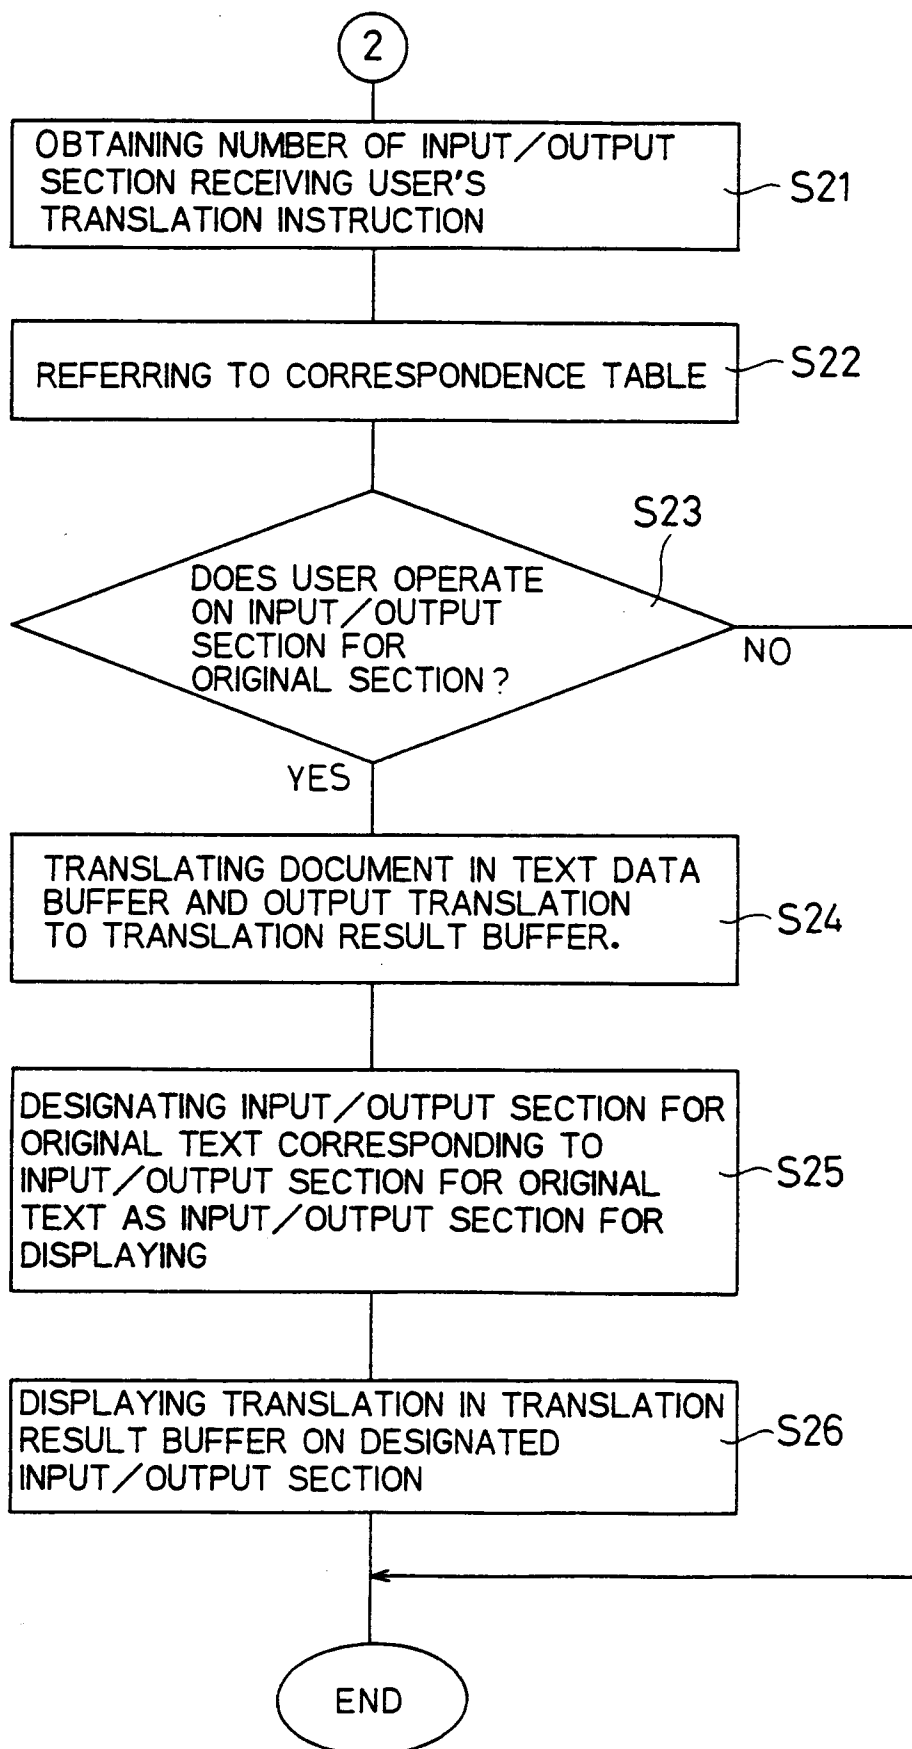 2
OBTAINING NUMBER OF INPUT/OUTPUT
SECTION RECEIVING USER'S
TRANSLATION INSTRUCTION
S21
REFERRING TO CORRESPONDENCE TABLE
S22
S23
DOES USER OPERATE
ON INPUT/OUTPUT
SECTION FOR
ORIGINAL SECTION?
NO
YES
TRANSLATING DOCUMENT IN TEXT DATA
BUFFER AND OUTPUT TRANSLATION
TO TRANSLATION RESULT BUFFER.
S24
DESIGNATING INPUT/OUTPUT SECTION FOR
ORIGINAL TEXT CORRESPONDING TO
INPUT/OUTPUT SECTION FOR ORIGINAL
TEXT AS INPUT/OUTPUT SECTION FOR
DISPLAYING
S25
DISPLAYING TRANSLATION IN TRANSLATION
RESULT BUFFER ON DESIGNATED
INPUT/OUTPUT SECTION
S26
END